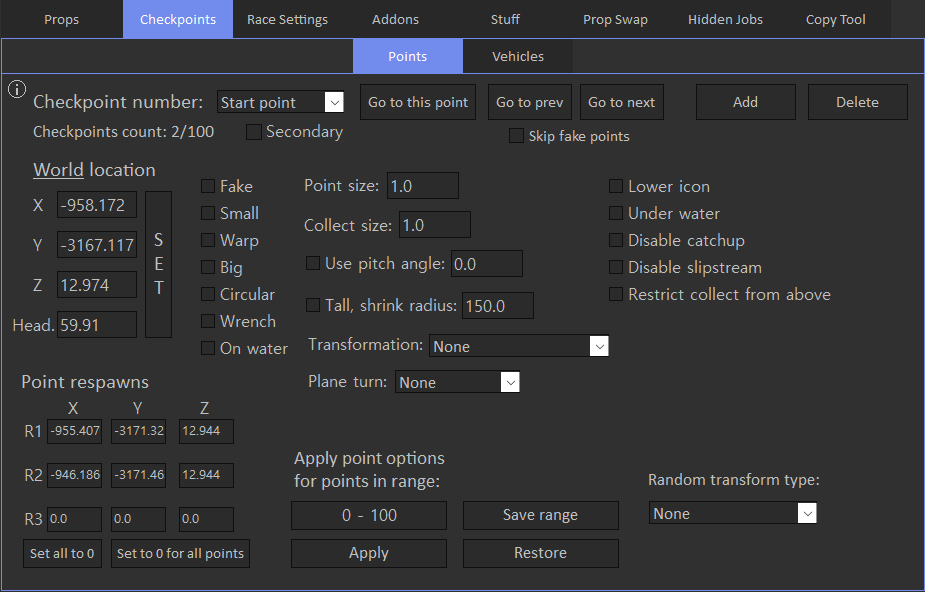 Props Checkpoints Race Settings Addons Stuff Prop Swap Hidden Jobs Copy Tool
Points Vehicles
Checkpoint number: Start point Go to this point Go to prev Go to next Add Delete
Checkpoints count: 2/100 Secondary Skip fake points
World location
X -958.172
Y -3167.117
Z 12.974
Head. 59.91
S
E
T
Fake
Small
Warp
Big
Circular
Wrench
On water
Point size: 1.0
Collect size: 1.0
Use pitch angle: 0.0
Tall, shrink radius: 150.0
Transformation: None
Plane turn: None
Lower icon
Under water
Disable catchup
Disable slipstream
Restrict collect from above
Point respawns
X Y Z
R1 -955.407 -3171.32 12.944
R2 -946.186 -3171.46 12.944
R3 0.0 0.0 0.0
Set all to 0 Set to 0 for all points
Apply point options
for points in range:
0 - 100 Save range
Apply Restore
Random transform type:
None